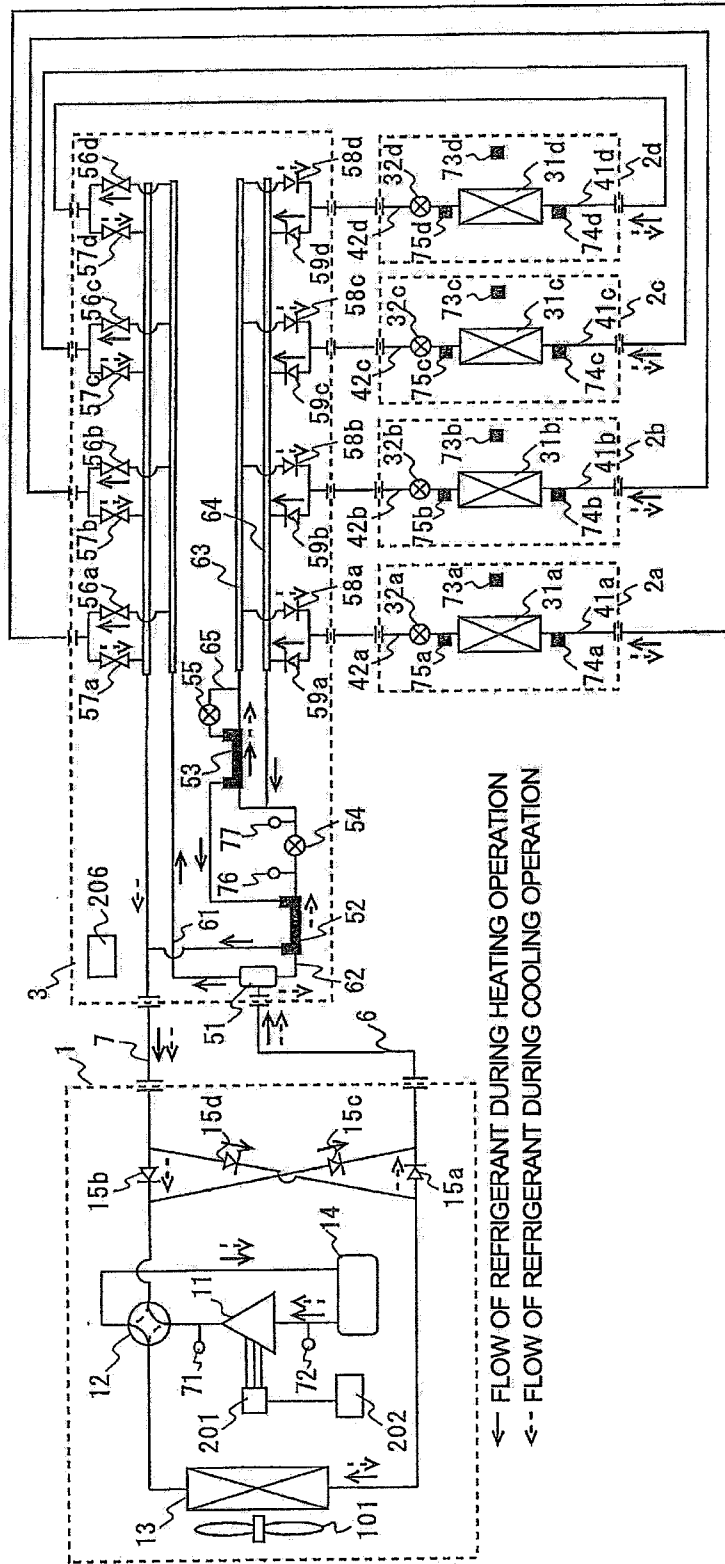 1
7
3
206
15b
15d
15c
15a
12
11
14
71
72
201
202
13
101
6
51
61
62
52
76
77
54
53
55
65
63
64
57a
56a
57b
56b
57c
56c
57d
56d
59a
58a
59b
58b
59c
58c
59d
58d
42a
32a
75a
73a
31a
74a
41a
2a
42b
32b
75b
73b
31b
74b
41b
2b
42c
32c
75c
73c
31c
74c
41c
2c
42d
32d
75d
73d
31d
74d
41d
2d
FLOW OF REFRIGERANT DURING HEATING OPERATION
FLOW OF REFRIGERANT DURING COOLING OPERATION